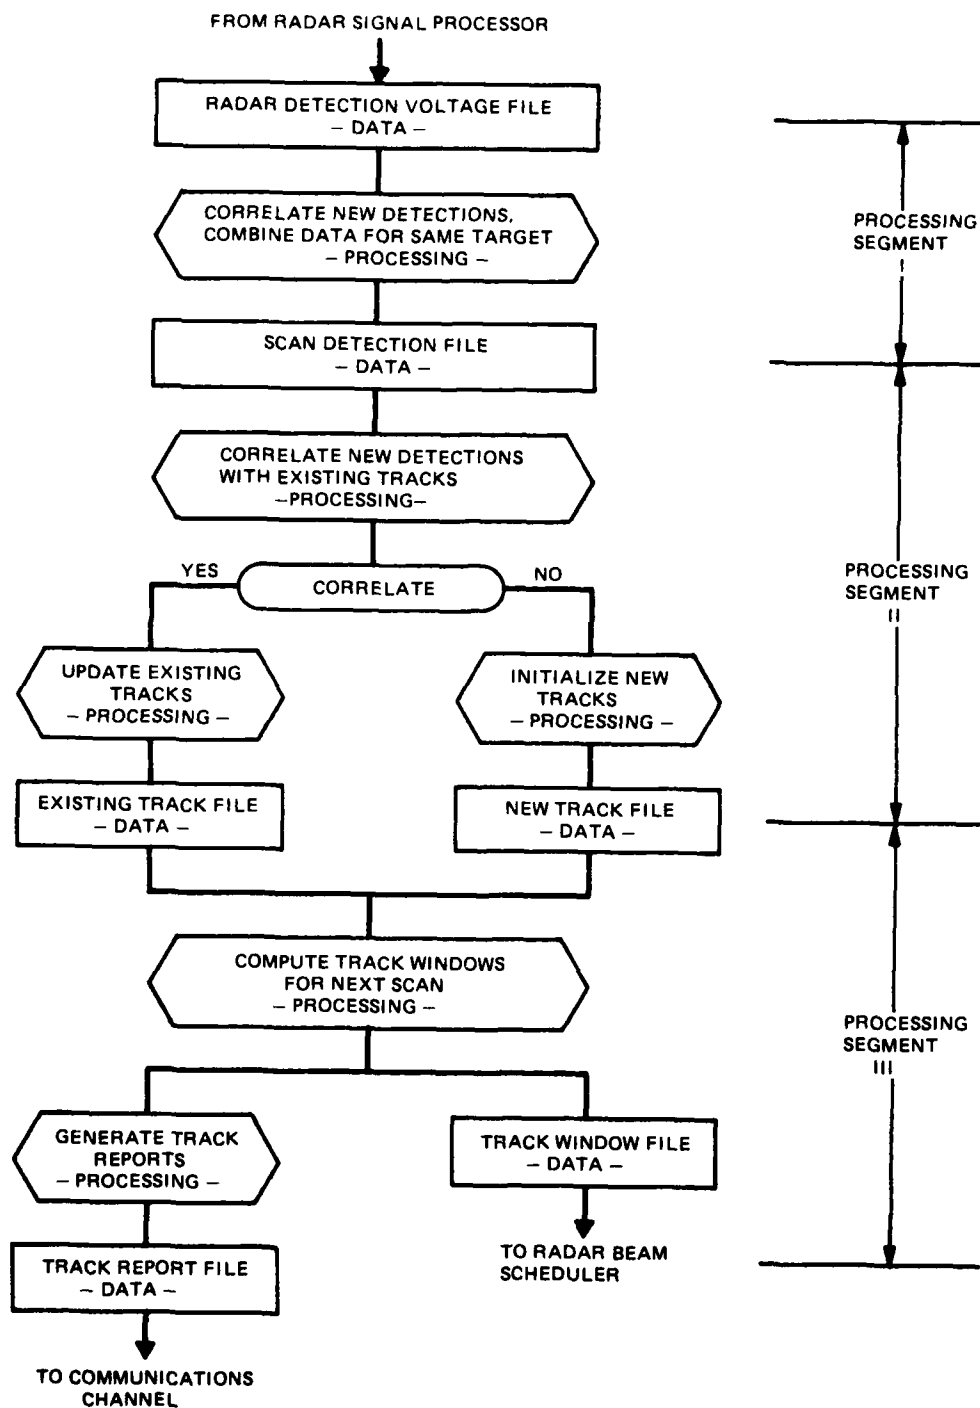 FROM RADAR SIGNAL PROCESSOR
RADAR DETECTION VOLTAGE FILE
– DATA –
CORRELATE NEW DETECTIONS,
COMBINE DATA FOR SAME TARGET
– PROCESSING –
PROCESSING
SEGMENT
I
SCAN DETECTION FILE
– DATA –
CORRELATE NEW DETECTIONS
WITH EXISTING TRACKS
–PROCESSING–
YES
CORRELATE
NO
PROCESSING
SEGMENT
II
UPDATE EXISTING
TRACKS
– PROCESSING –
INITIALIZE NEW
TRACKS
– PROCESSING –
EXISTING TRACK FILE
– DATA –
NEW TRACK FILE
– DATA –
COMPUTE TRACK WINDOWS
FOR NEXT SCAN
– PROCESSING –
PROCESSING
SEGMENT
III
GENERATE TRACK
REPORTS
– PROCESSING –
TRACK WINDOW FILE
– DATA –
TO RADAR BEAM
SCHEDULER
TRACK REPORT FILE
– DATA –
TO COMMUNICATIONS
CHANNEL